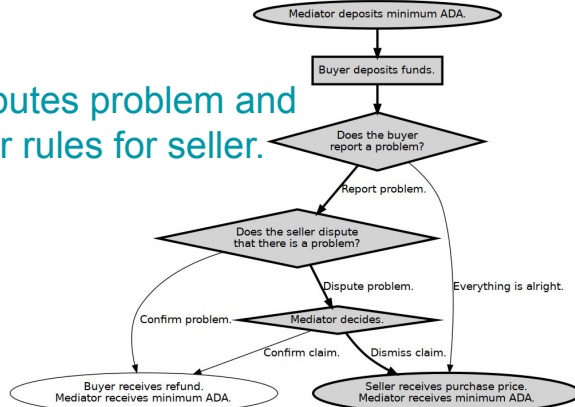 Mediator deposits minimum ADA.
Buyer deposits funds.
problem and
rules for seller.
Does the buyer
report a problem?
Report problem.
Does the seller dispute
that there is a problem?
Dispute problem.
Everything is alright.
Confirm problem.
Mediator decides.
Confirm claim.
Dismiss claim.
Buyer receives refund.
Mediator receives minimum ADA.
Seller receives purchase price.
Mediator receives minimum ADA.